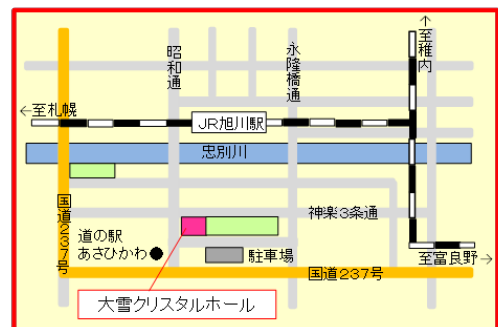 ↑至稚内
昭和通
永隆橋通
←至札幌
JR旭川駅
忠別川
国道237号
神楽3条通
道の駅
あさひかわ
駐車場
至富良野→
国道237号
大雪クリスタルホール